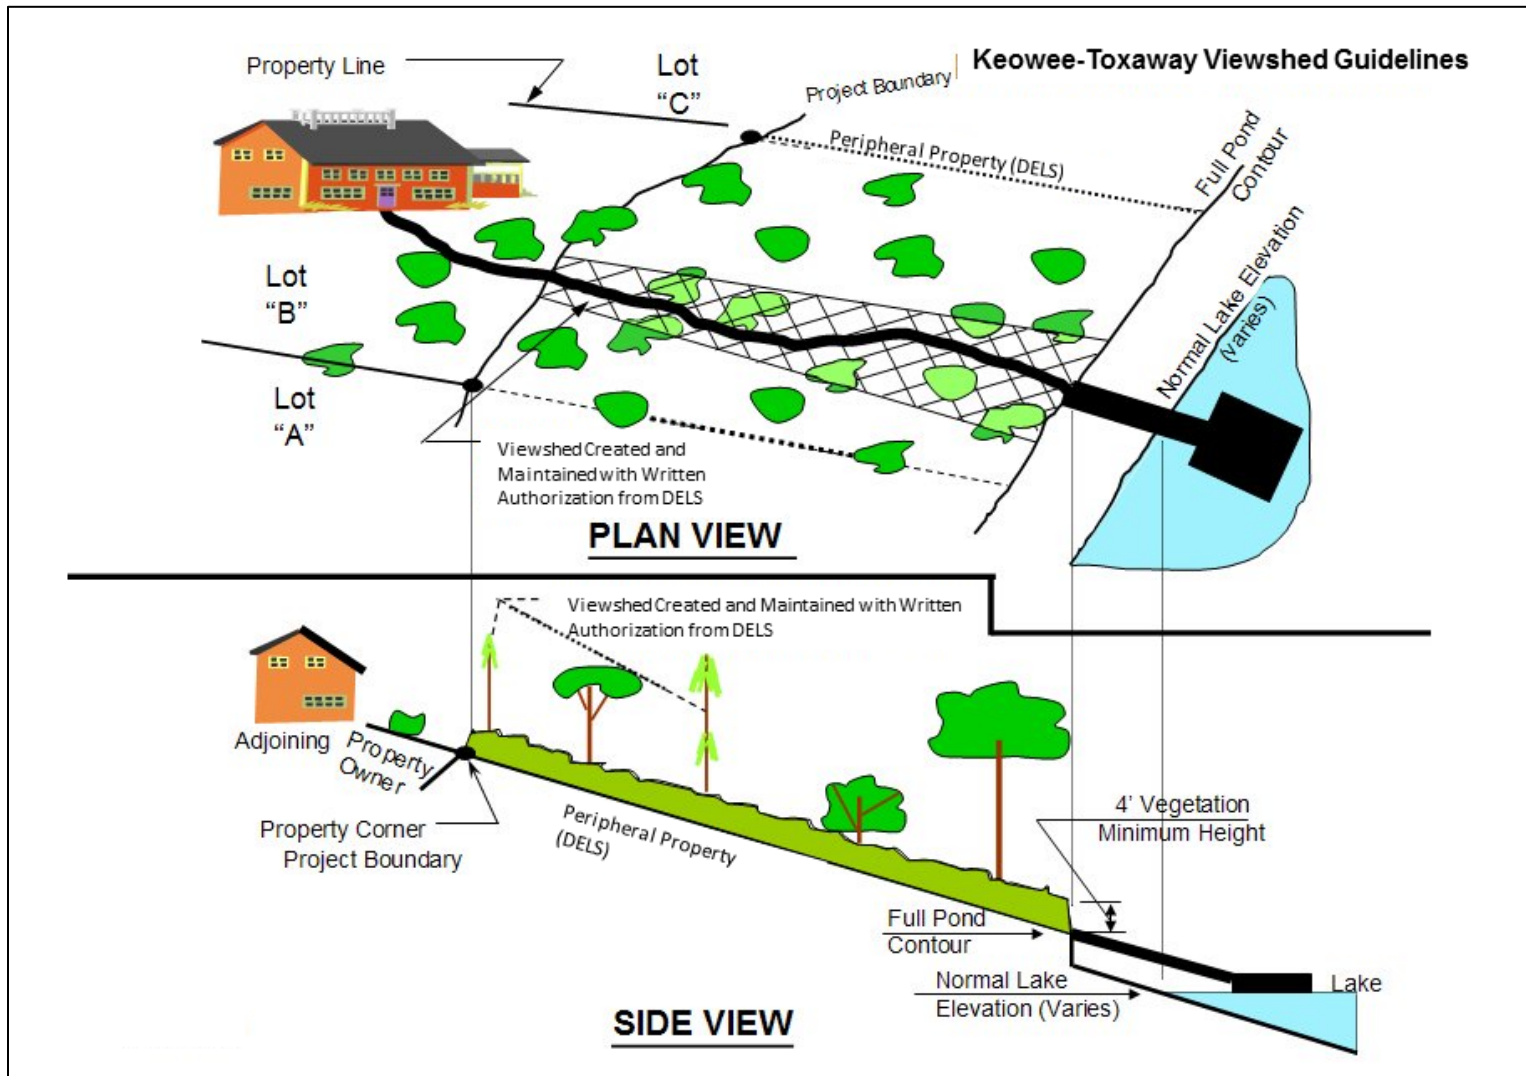 Keowee-Toxaway Viewshed Guidelines
Property Line
Lot
“C”
Project Boundary
Peripheral Property (DELS)
Full Pond
Contour
Normal Lake Elevation
(varies)
Lot
“B”
Lot
“A”
Viewshed Created and
Maintained with Written
Authorization from DELS
PLAN VIEW
Viewshed Created and Maintained with Written
Authorization from DELS
Adjoining
Property
Owner
Property Corner
Project Boundary
Peripheral Property
(DELS)
4’ Vegetation
Minimum Height
Full Pond
Contour
Normal Lake
Elevation (Varies)
Lake
SIDE VIEW